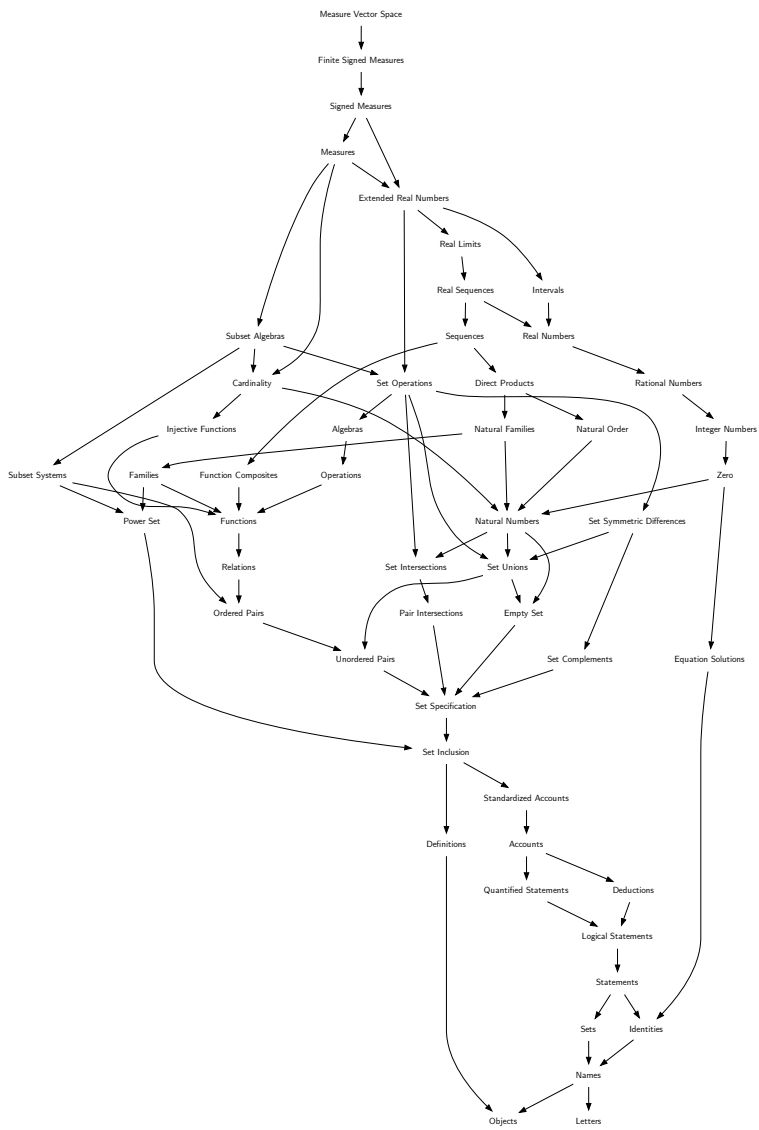 Measure Vector Space
Finite Signed Measures
Signed Measures
Measures
Extended Real Numbers
Real Limits
Real Sequences
Intervals
Subset Algebras
Sequences
Real Numbers
Cardinality
Set Operations
Direct Products
Rational Numbers
Injective Functions
Algebras
Natural Families
Natural Order
Integer Numbers
Subset Systems
Families
Function Composites
Operations
Zero
Power Set
Functions
Natural Numbers
Set Symmetric Differences
Relations
Set Intersections
Set Unions
Ordered Pairs
Pair Intersections
Empty Set
Unordered Pairs
Set Complements
Equation Solutions
Set Specification
Set Inclusion
Standardized Accounts
Definitions
Accounts
Quantified Statements
Deductions
Logical Statements
Statements
Sets
Identities
Names
Objects
Letters